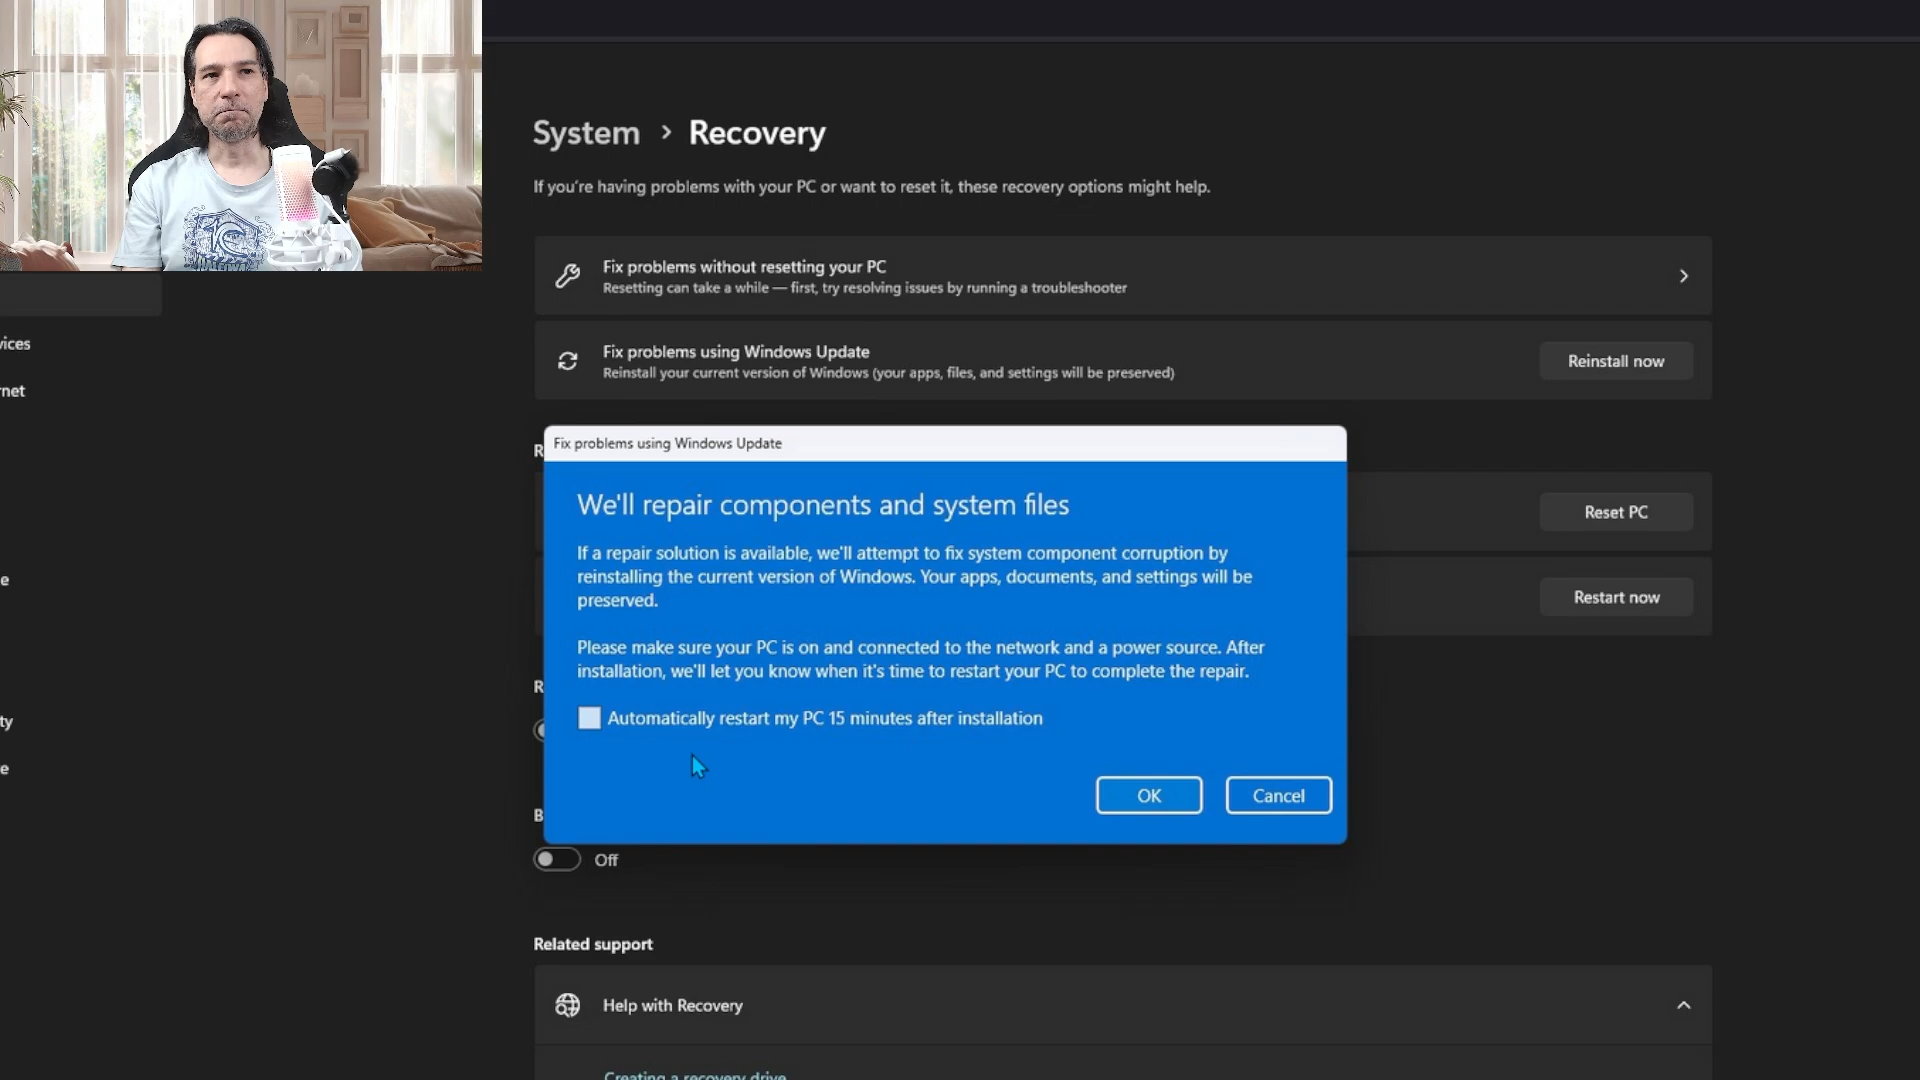 System > Recovery
If you're having problems with your PC or want to reset it, these recovery options might help.
Fix problems without resetting your PC
Resetting can take a while — first, try resolving issues by running a troubleshooter
Fix problems using Windows Update
Reinstall your current version of Windows (your apps, files, and settings will be preserved)
Reinstall now
vices
rnet
e
ty
e
R
Fix problems using Windows Update
We'll repair components and system files
If a repair solution is available, we'll attempt to fix system component corruption by
reinstalling the current version of Windows. Your apps, documents, and settings will be
preserved.
Please make sure your PC is on and connected to the network and a power source. After
installation, we'll let you know when it's time to restart your PC to complete the repair.
Automatically restart my PC 15 minutes after installation
OK Cancel
Reset PC
Restart now
R
B
Off
Related support
Help with Recovery
Creating a recovery drive